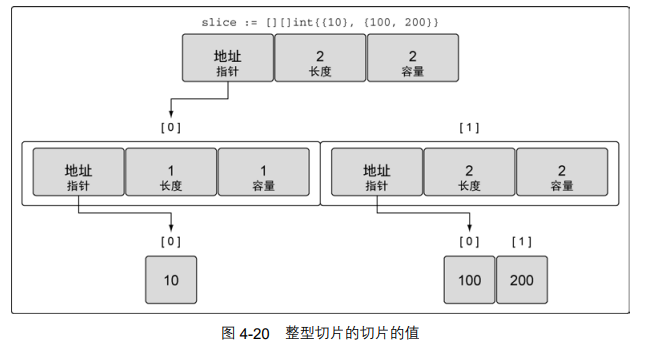 slice := [][]int{{10}, {100, 200}}
地址 2 2
指针 长度 容量
[0] [1]
地址 1 1 地址 2 2
指针 长度 容量 指针 长度 容量
[0] [0] [1]
10 100 200
图 4-20 整型切片的切片的值